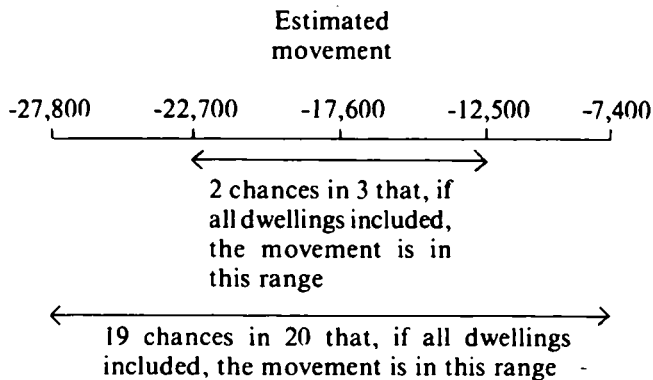 Estimated
movement
-27,800 -22,700 -17,600 -12,500 -7,400
2 chances in 3 that, if
all dwellings included,
the movement is in
this range
19 chances in 20 that, if all dwellings
included, the movement is in this range -